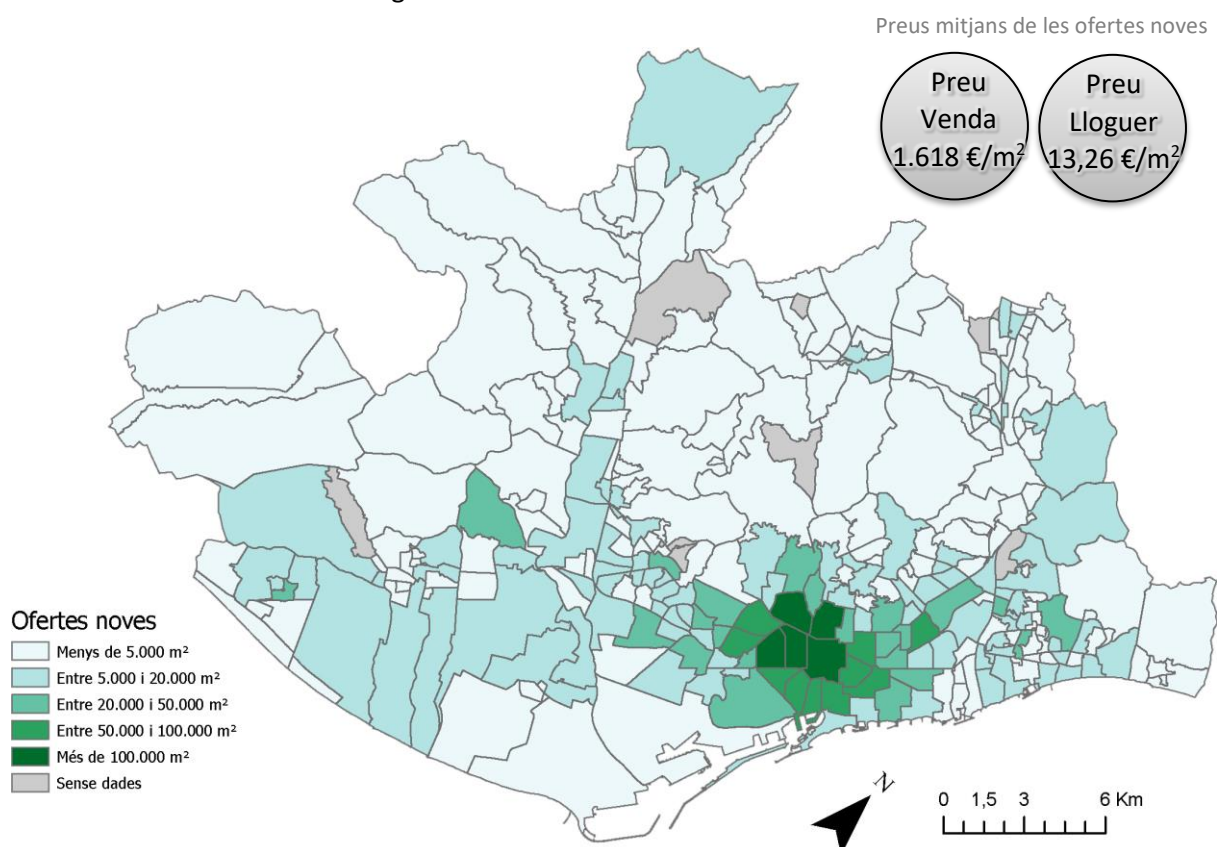 Preus mitjans de les ofertes noves
Preu
Venda
1.618 €/m²
Preu
Lloguer
13,26 €/m²
Ofertes noves
Menys de 5.000 m²
Entre 5.000 i 20.000 m²
Entre 20.000 i 50.000 m²
Entre 50.000 i 100.000 m²
Més de 100.000 m²
Sense dades
N
0 1,5 3 6 Km